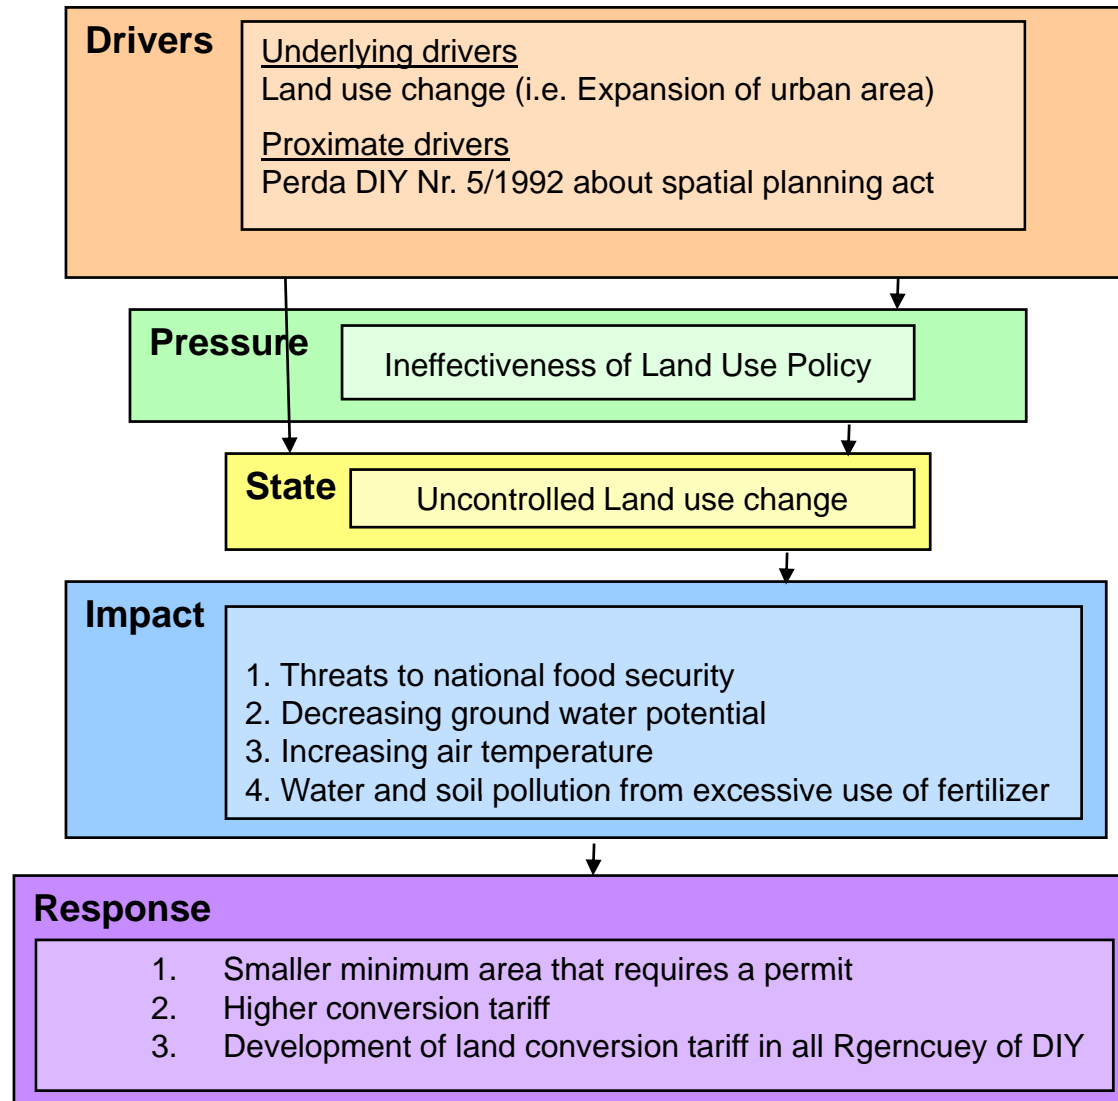 Drivers
Underlying drivers
Land use change (i.e. Expansion of urban area)
Proximate drivers
Perda DIY Nr. 5/1992 about spatial planning act
Pressure
Ineffectiveness of Land Use Policy
State
Uncontrolled Land use change
Impact
1. Threats to national food security
2. Decreasing ground water potential
3. Increasing air temperature
4. Water and soil pollution from excessive use of fertilizer
Response
1. Smaller minimum area that requires a permit
2. Higher conversion tariff
3. Development of land conversion tariff in all Rgerncuey of DIY